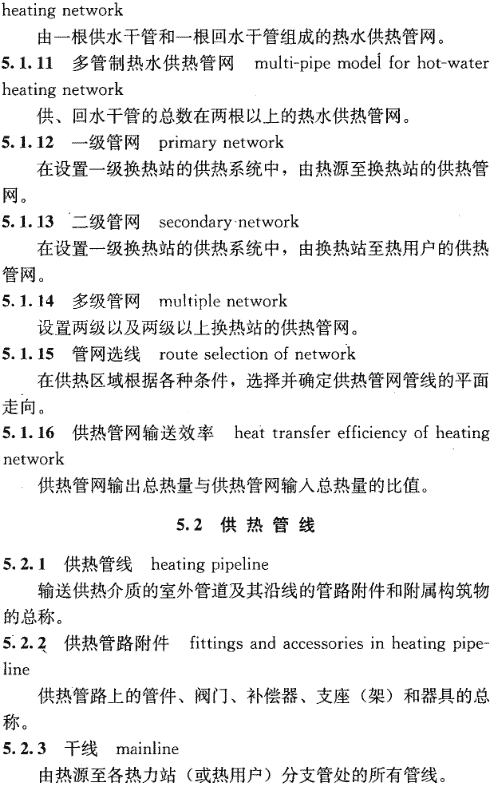 heating network
由一根供水干管和一根回水干管组成的热水供热管网。
5.1.11 多管制热水供热管网 multi-pipe model for hot-water
heating network
供、回水干管的总数在两根以上的热水供热管网。
5.1.12 一级管网 primary network
在设置一级换热站的供热系统中，由热源至换热站的供热管
网。
5.1.13 二级管网 secondary network
在设置一级换热站的供热系统中，由换热站至热用户的供热
管网。
5.1.14 多级管网 multiple network
设置两级以及两级以上换热站的供热管网。
5.1.15 管网选线 route selection of network
在供热区域根据各种条件，选择并确定供热管网管线的平面
走向。
5.1.16 供热管网输送效率 heat transfer efficiency of heating
network
供热管网输出总热量与供热管网输入总热量的比值。
5.2 供热管线
5.2.1 供热管线 heating pipeline
输送供热介质的室外管道及其沿线的管路附件和附属构筑物
的总称。
5.2.2 供热管路附件 fittings and accessories in heating pipe-
line
供热管路上的管件、阀门、补偿器、支座（架）和器具的总
称。
5.2.3 干线 mainline
由热源至各热力站（或热用户）分支管处的所有管线。